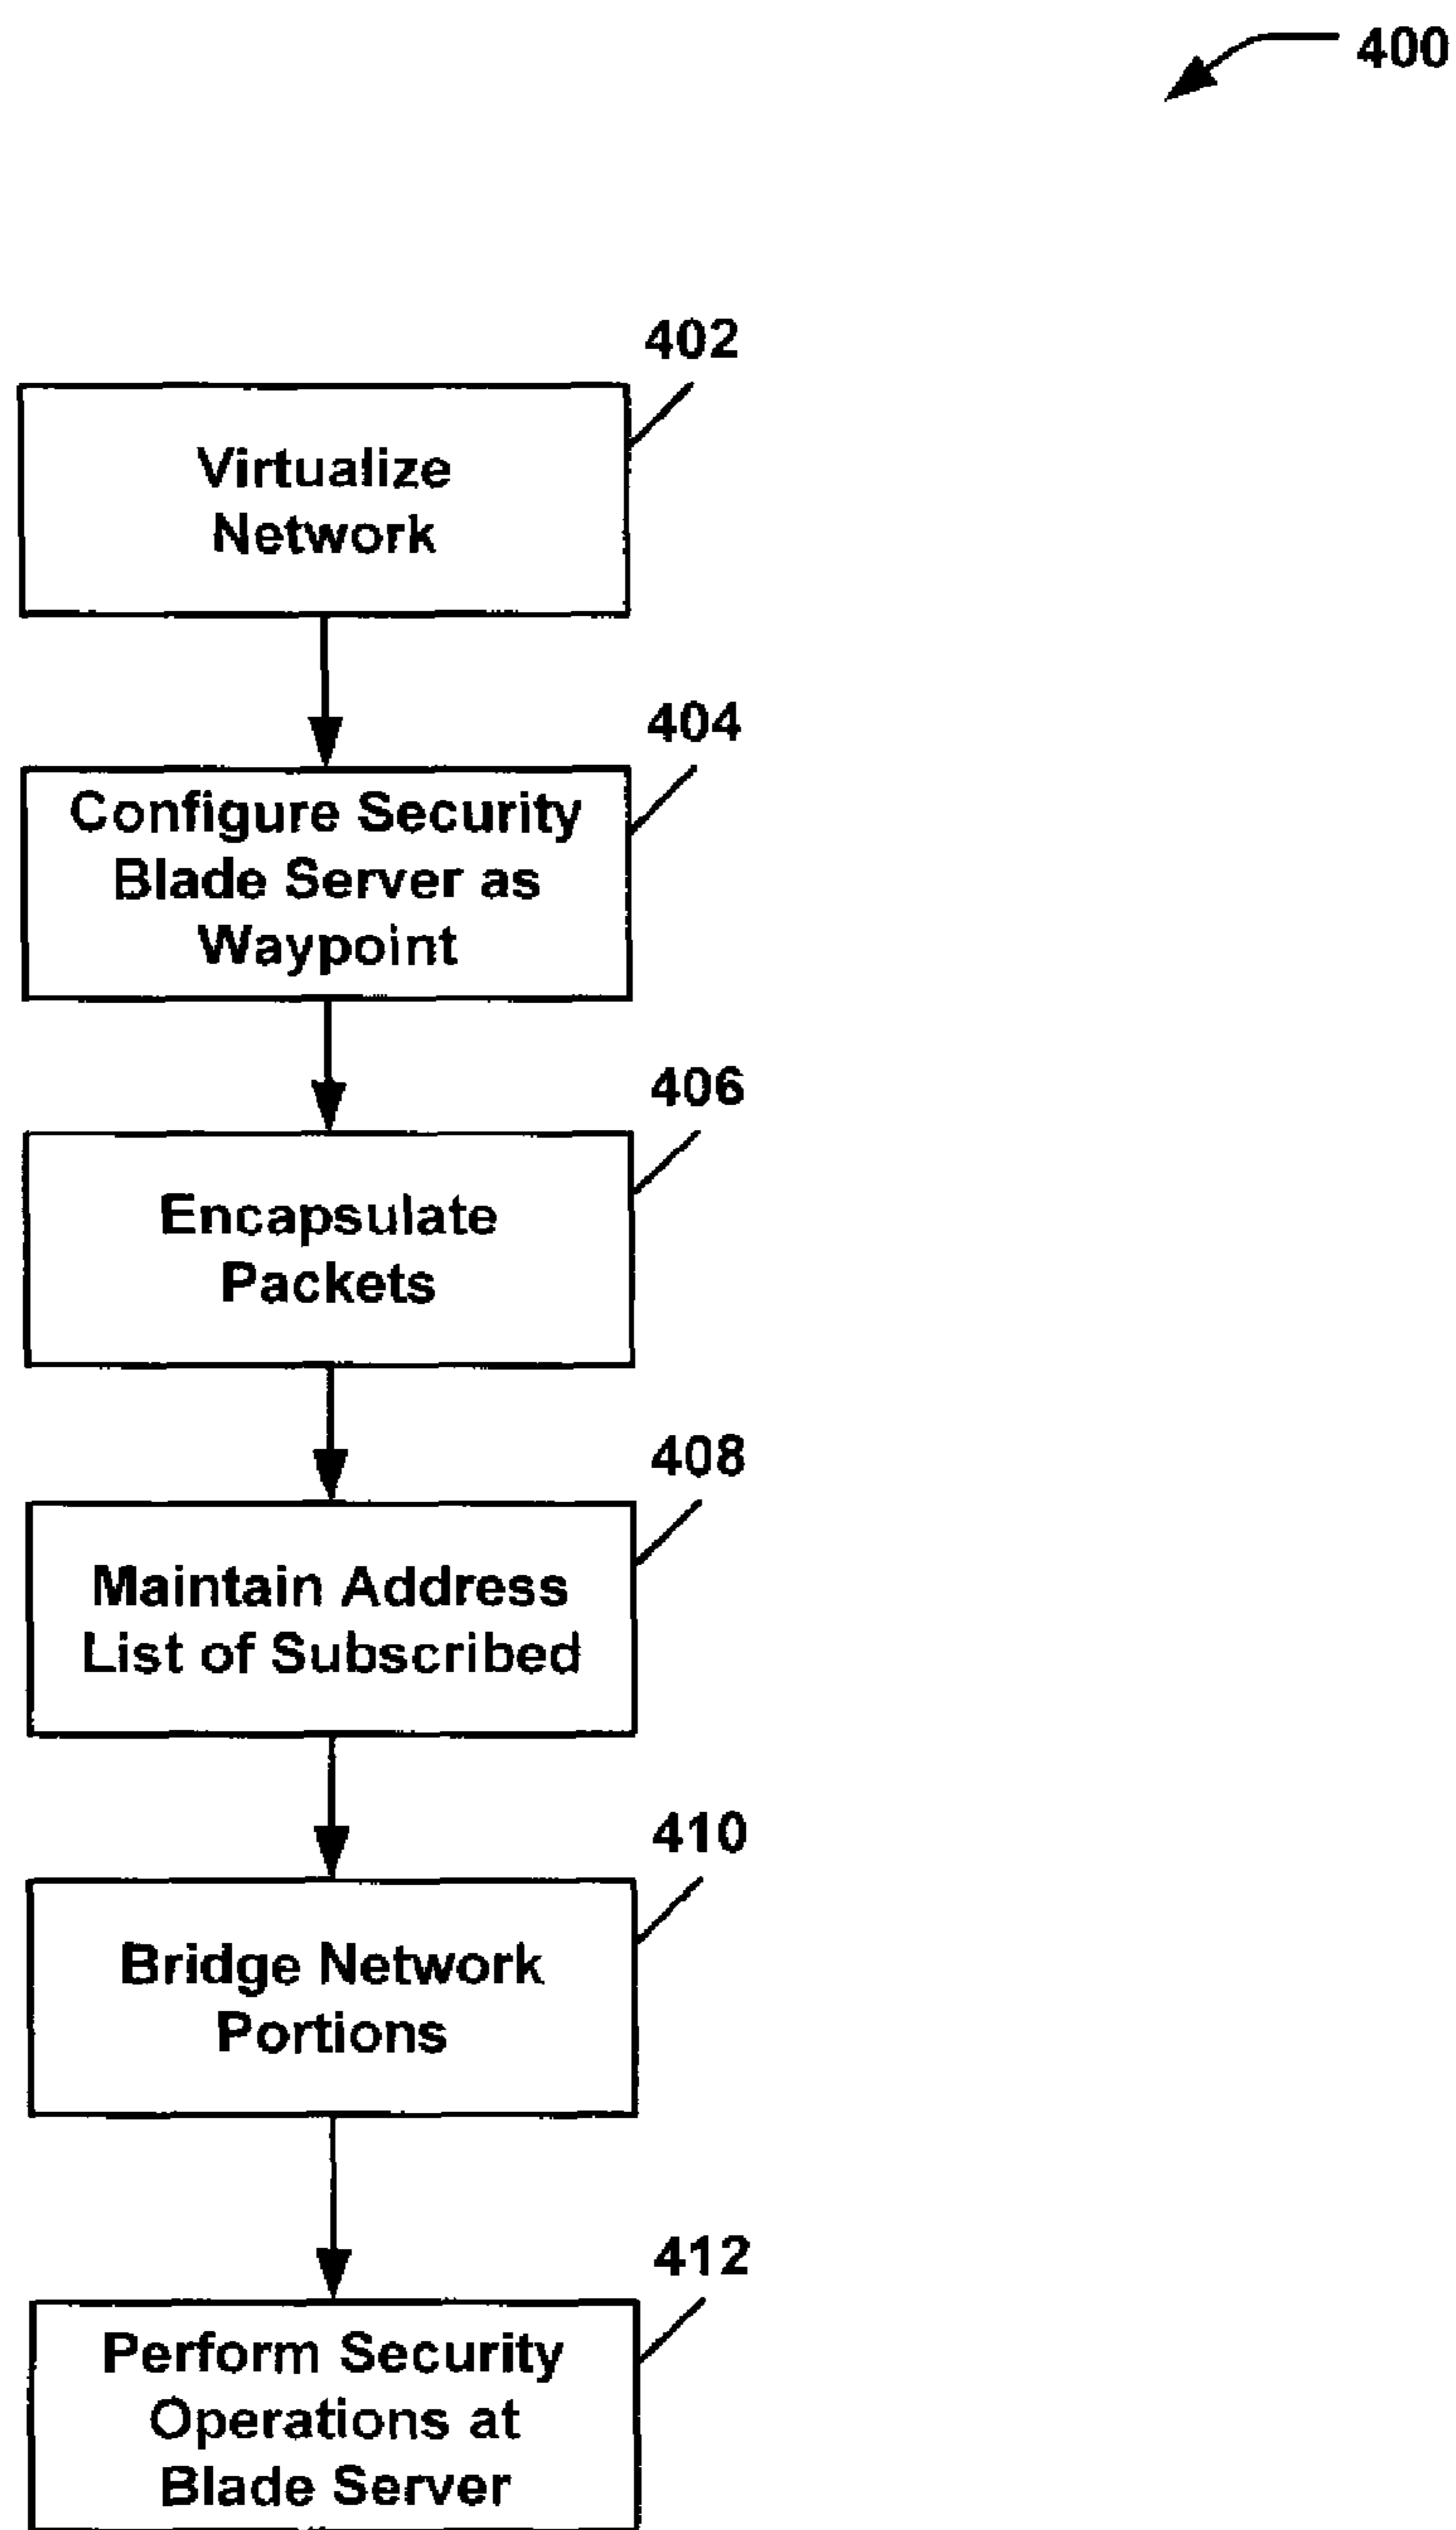 400
402
Virtualize
Network
404
Configure Security
Blade Server as
Waypoint
406
Encapsulate
Packets
408
Maintain Address
List of Subscribed
410
Bridge Network
Portions
412
Perform Security
Operations at
Blade Server